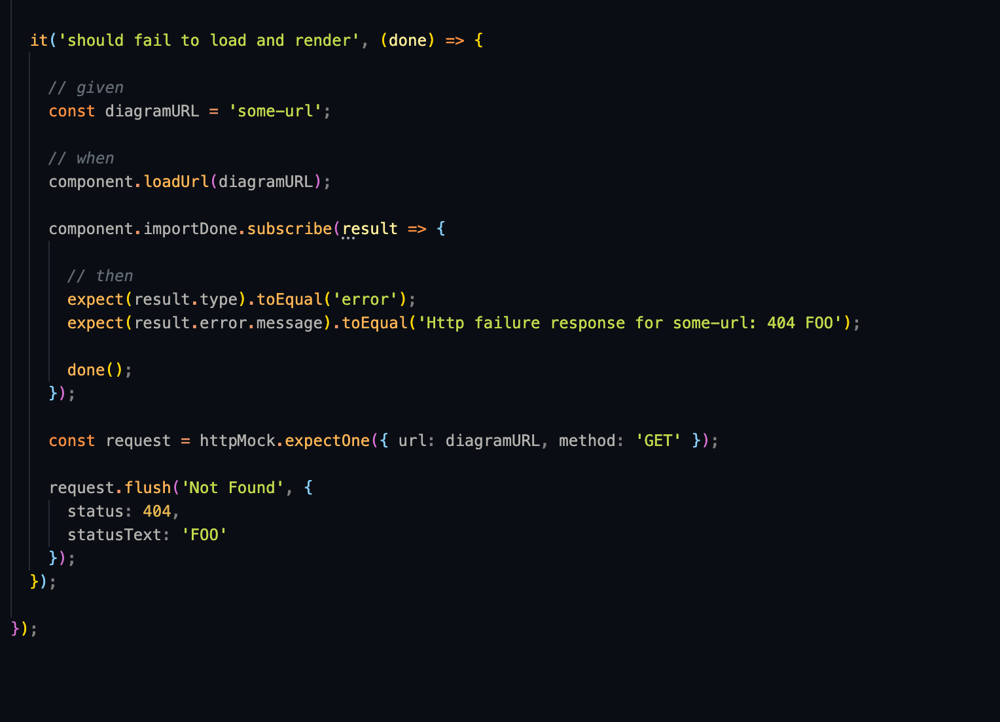 it('should fail to load and render', (done) => {
// given
const diagramURL = 'some-url';
// when
component.loadUrl(diagramURL);
component.importDone.subscribe(result => {
// then
expect(result.type).toEqual('error');
expect(result.error.message).toEqual('Http failure response for some-url: 404 FOO');
done();
});
const request = httpMock.expectOne({ url: diagramURL, method: 'GET' });
request.flush('Not Found', {
status: 404,
statusText: 'FOO'
});
});
});